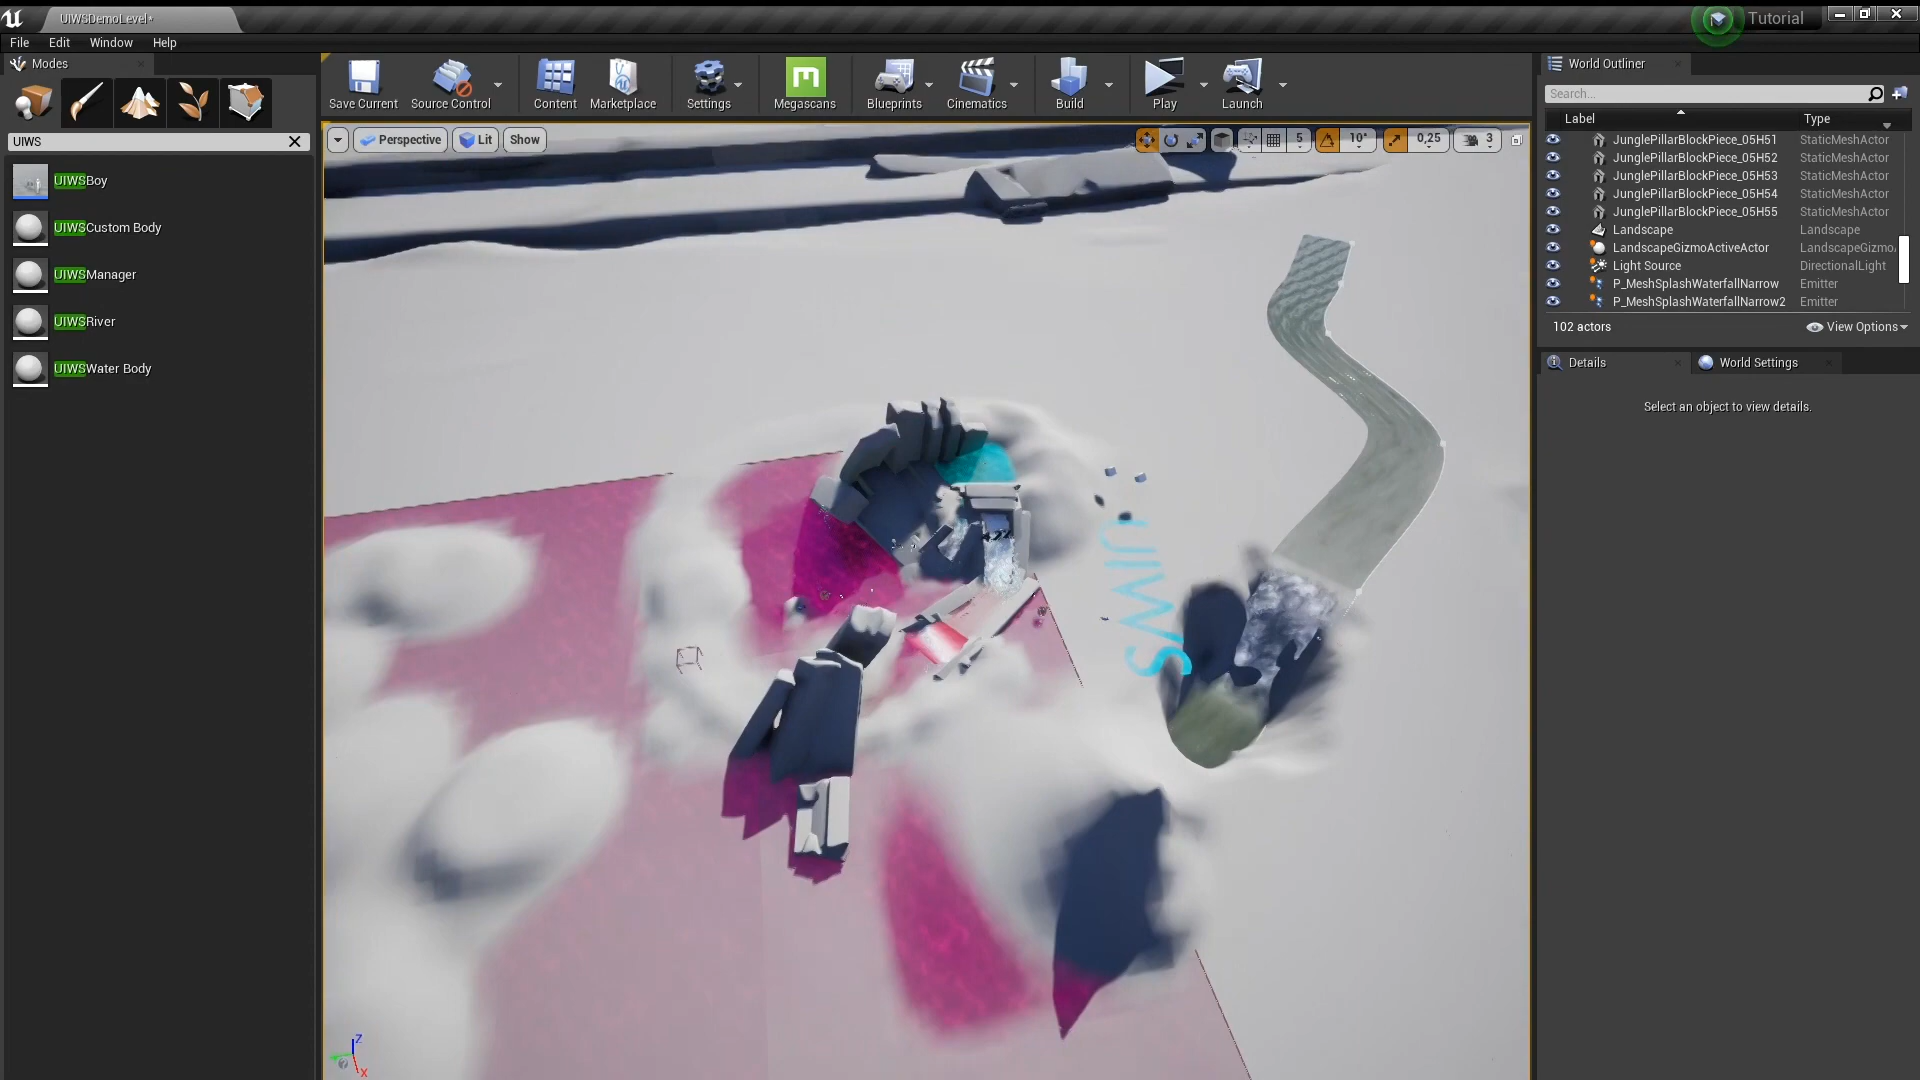 UIWSDemoLevel*
Tutorial
File Edit Window Help
Modes
UIWS
UIWSBoy
UIWSCustom Body
UIWSManager
UIWSRiver
UIWSWater Body
Save Current Source Control Content Marketplace Settings Megascans Blueprints Cinematics Build Play Launch
Perspective Lit Show 5 10° 0,25 3
UIWS
Z
X
World Outliner
Search...
Label Type
JunglePillarBlockPiece_05H51 StaticMeshActor
JunglePillarBlockPiece_05H52 StaticMeshActor
JunglePillarBlockPiece_05H53 StaticMeshActor
JunglePillarBlockPiece_05H54 StaticMeshActor
JunglePillarBlockPiece_05H55 StaticMeshActor
Landscape Landscape
LandscapeGizmoActiveActor LandscapeGizmo
Light Source DirectionalLight
P_MeshSplashWaterfallNarrow Emitter
P_MeshSplashWaterfallNarrow2 Emitter
102 actors View Options
Details World Settings
Select an object to view details.